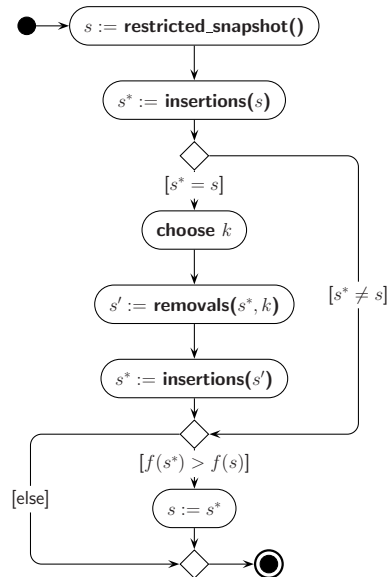 s := restricted_snapshot()
s* := insertions(s)
[s* = s]
choose k
[s* ≠ s]
s′ := removals(s*, k)
s* := insertions(s′)
[f(s*) > f(s)]
[else]
s := s*